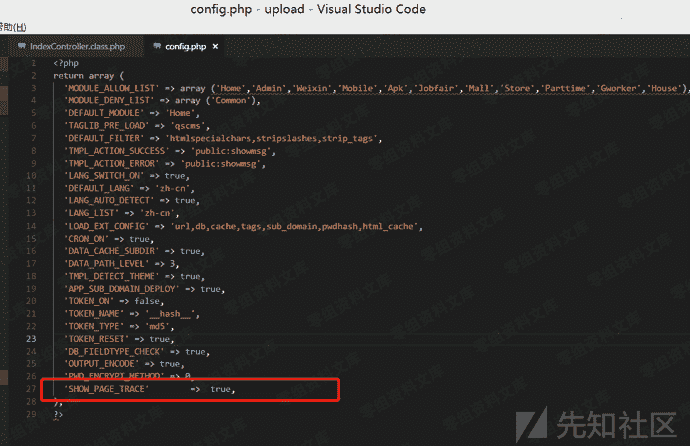 config.php - upload - Visual Studio Code
帮助(H)
IndexController.class.php
config.php ×
1 <?php
2 return array (
3 'MODULE_ALLOW_LIST' => array ('Home','Admin','Weixin','Mobile','Apk','Jobfair','Mall','Store','Parttime','Gworker','House'),
4 'MODULE_DENY_LIST' => array ('Common'),
5 'DEFAULT_MODULE' => 'Home',
6 'TAGLIB_PRE_LOAD' => 'qscms',
7 'DEFAULT_FILTER' => 'htmlspecialchars,stripslashes,strip_tags',
8 'TMPL_ACTION_SUCCESS' => 'public:showmsg',
9 'TMPL_ACTION_ERROR' => 'public:showmsg',
10 'LANG_SWITCH_ON' => true,
11 'DEFAULT_LANG' => 'zh-cn',
12 'LANG_AUTO_DETECT' => true,
13 'LANG_LIST' => 'zh-cn',
14 'LOAD_EXT_CONFIG' => 'url,db,cache,tags,sub_domain,pwdhash,html_cache',
15 'CRON_ON' => true,
16 'DATA_CACHE_SUBDIR' => true,
17 'DATA_PATH_LEVEL' => 3,
18 'TMPL_DETECT_THEME' => true,
19 'APP_SUB_DOMAIN_DEPLOY' => true,
20 'TOKEN_ON' => false,
21 'TOKEN_NAME' => '__hash__',
22 'TOKEN_TYPE' => 'md5',
23 'TOKEN_RESET' => true,
24 'DB_FIELDTYPE_CHECK' => true,
25 'OUTPUT_ENCODE' => true,
26 'PWD_ENCRYPT_METHOD' => 0,
27 'SHOW_PAGE_TRACE' => true,
28 );
29 ?>
先知社区